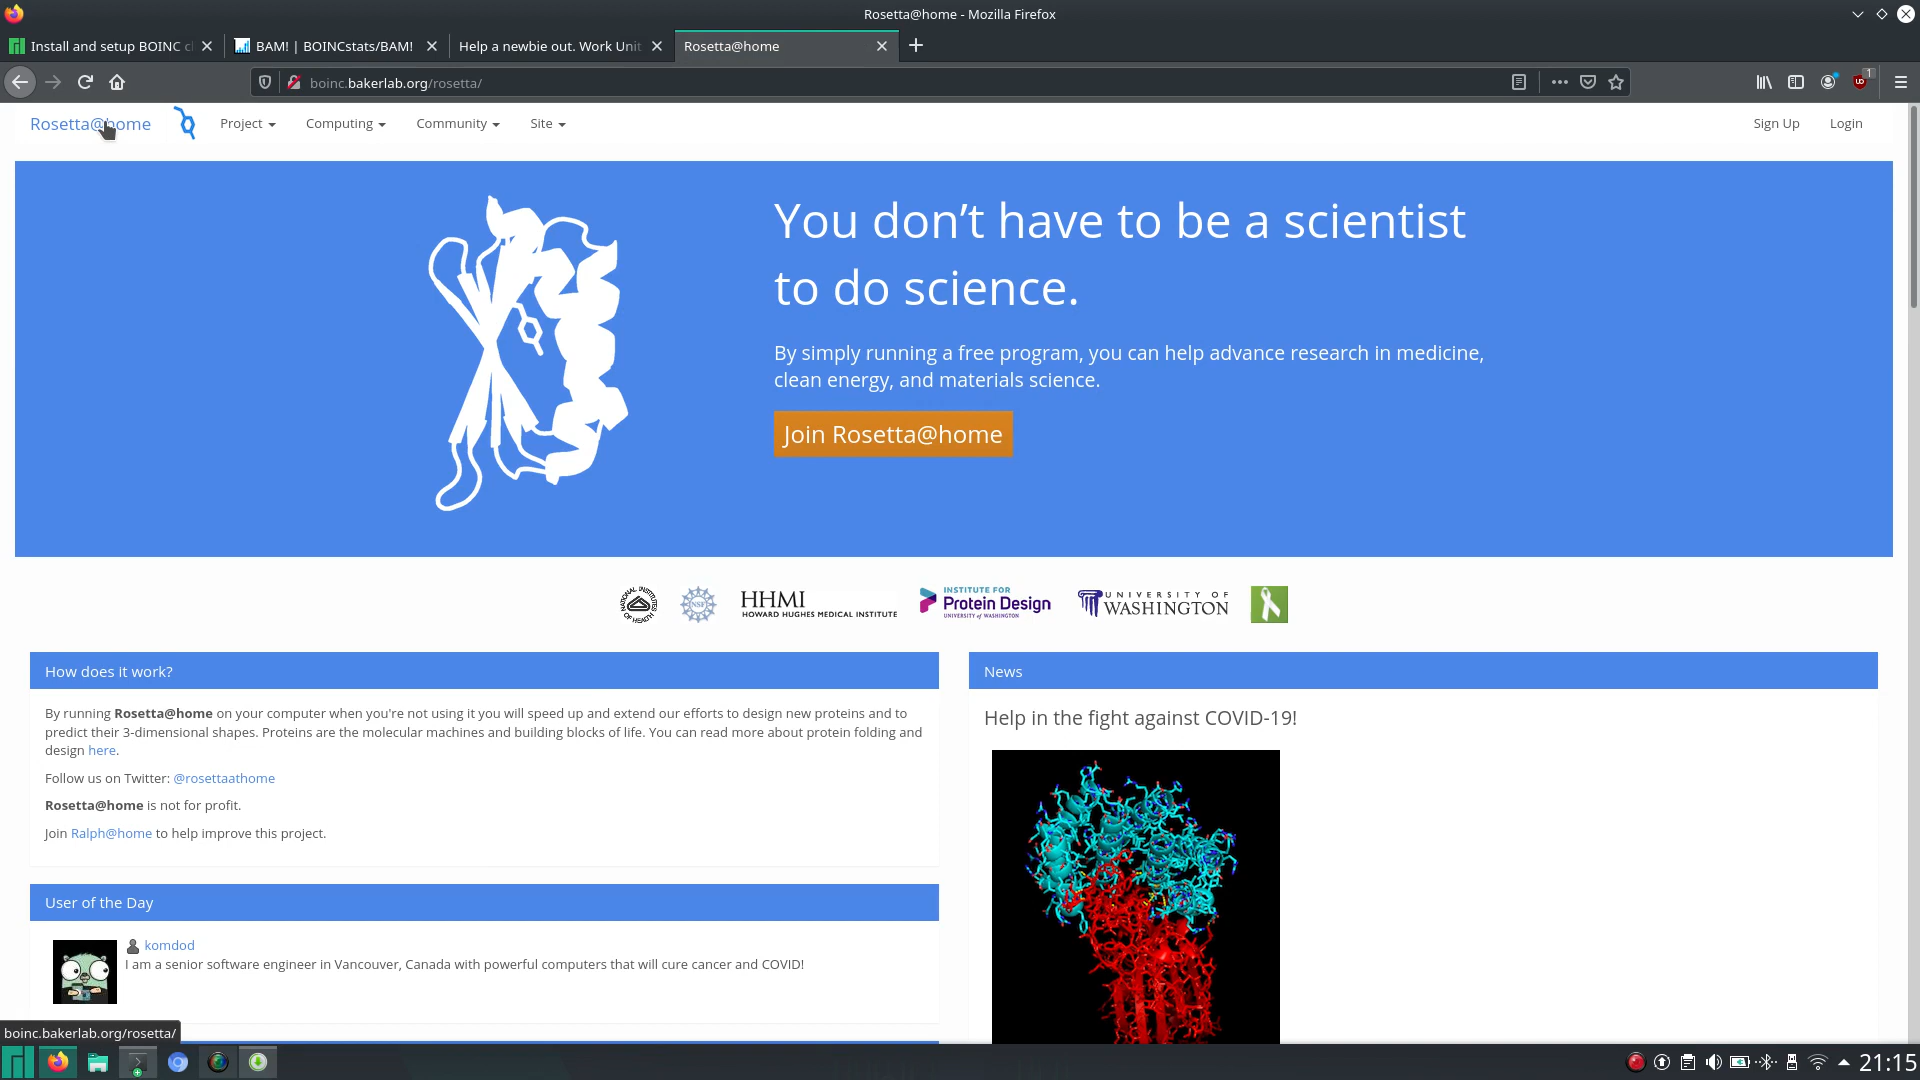 Rosetta@home - Mozilla Firefox
Install and setup BOINC c
BAM! | BOINCstats/BAM!
Help a newbie out. Work Unit
Rosetta@home
boinc.bakerlab.org/rosetta/
1
Rosetta@home
Project
Computing
Community
Site
Sign Up
Login
You don’t have to be a scientist
to do science.
By simply running a free program, you can help advance research in medicine,
clean energy, and materials science.
Join Rosetta@home
NATIONAL INSTITUTES OF HEALTH
NSF
HHMI
HOWARD HUGHES MEDICAL INSTITUTE
INSTITUTE FOR
Protein Design
UNIVERSITY of WASHINGTON
UNIVERSITY OF
WASHINGTON
How does it work?
By running Rosetta@home on your computer when you're not using it you will speed up and extend our efforts to design new proteins and to
predict their 3-dimensional shapes. Proteins are the molecular machines and building blocks of life. You can read more about protein folding and
design here.
Follow us on Twitter: @rosettaathome
Rosetta@home is not for profit.
Join Ralph@home to help improve this project.
User of the Day
komdod
I am a senior software engineer in Vancouver, Canada with powerful computers that will cure cancer and COVID!
News
Help in the fight against COVID-19!
boinc.bakerlab.org/rosetta/
21:15